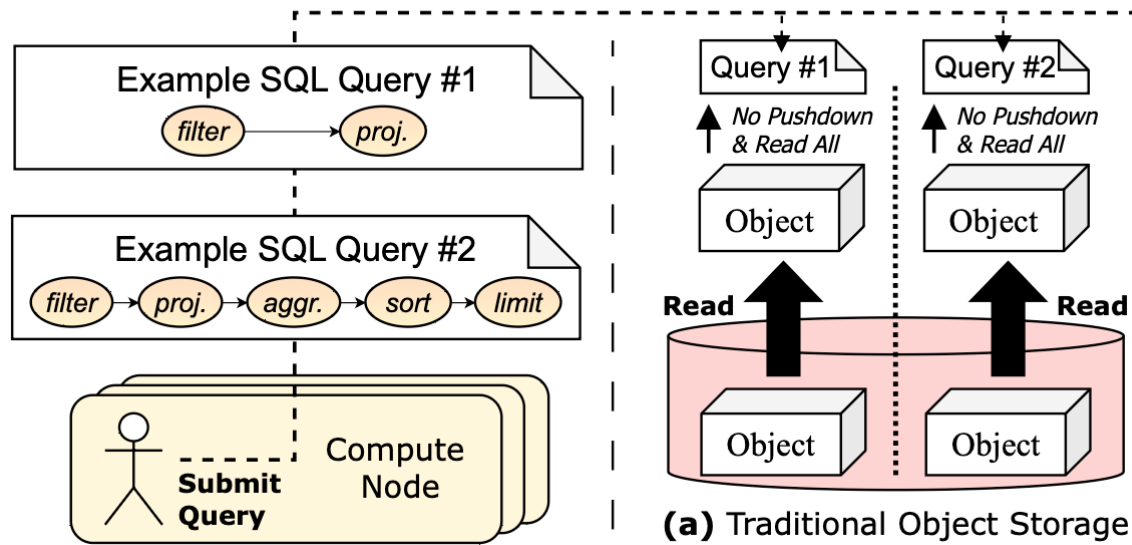 Example SQL Query #1
filter
proj.
Example SQL Query #2
filter
proj.
aggr.
sort
limit
Submit
Query
Compute
Node
Query #1
No Pushdown
& Read All
Object
Read
Object
Query #2
No Pushdown
& Read All
Object
Read
Object
(a) Traditional Object Storage